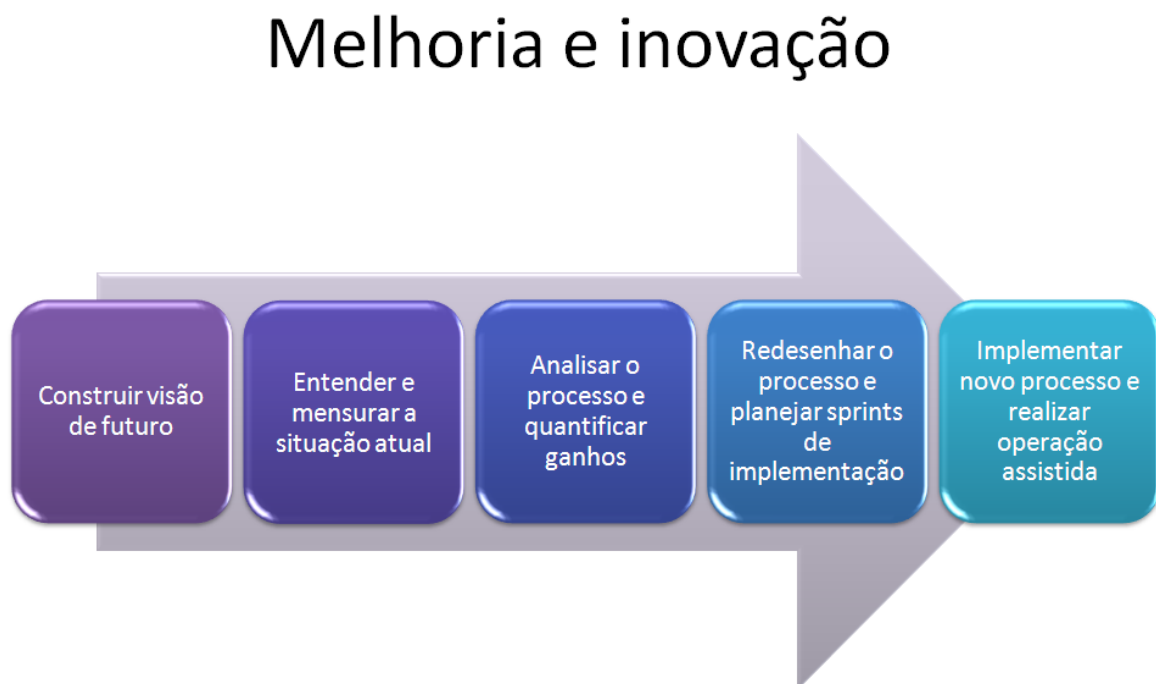 Melhoria e inovação
Construir visão
de futuro
Entender e
mensurar a
situação atual
Analisar o
processo e
quantificar
ganhos
Redesenhar o
processo e
planejar sprints
de
implementação
Implementar
novo processo e
realizar
operação
assistida